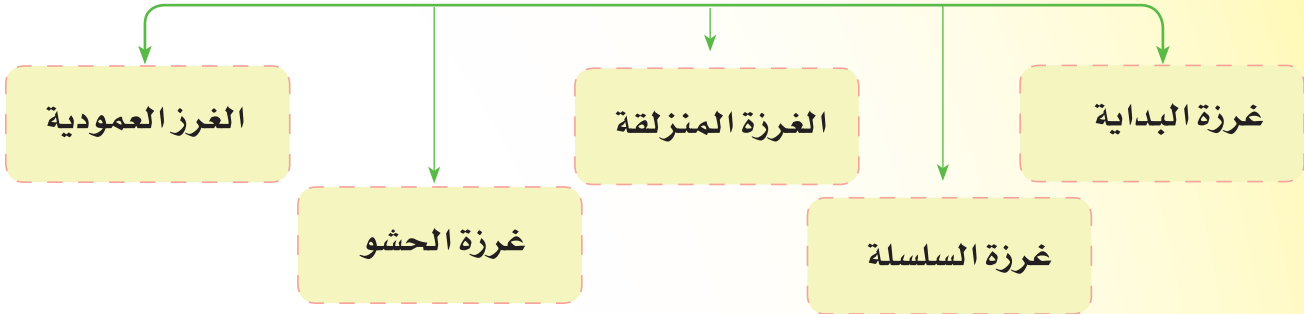 غرزة البداية
غرزة السلسلة
الغرزة المنزلقة
غرزة الحشو
الغرز العمودية